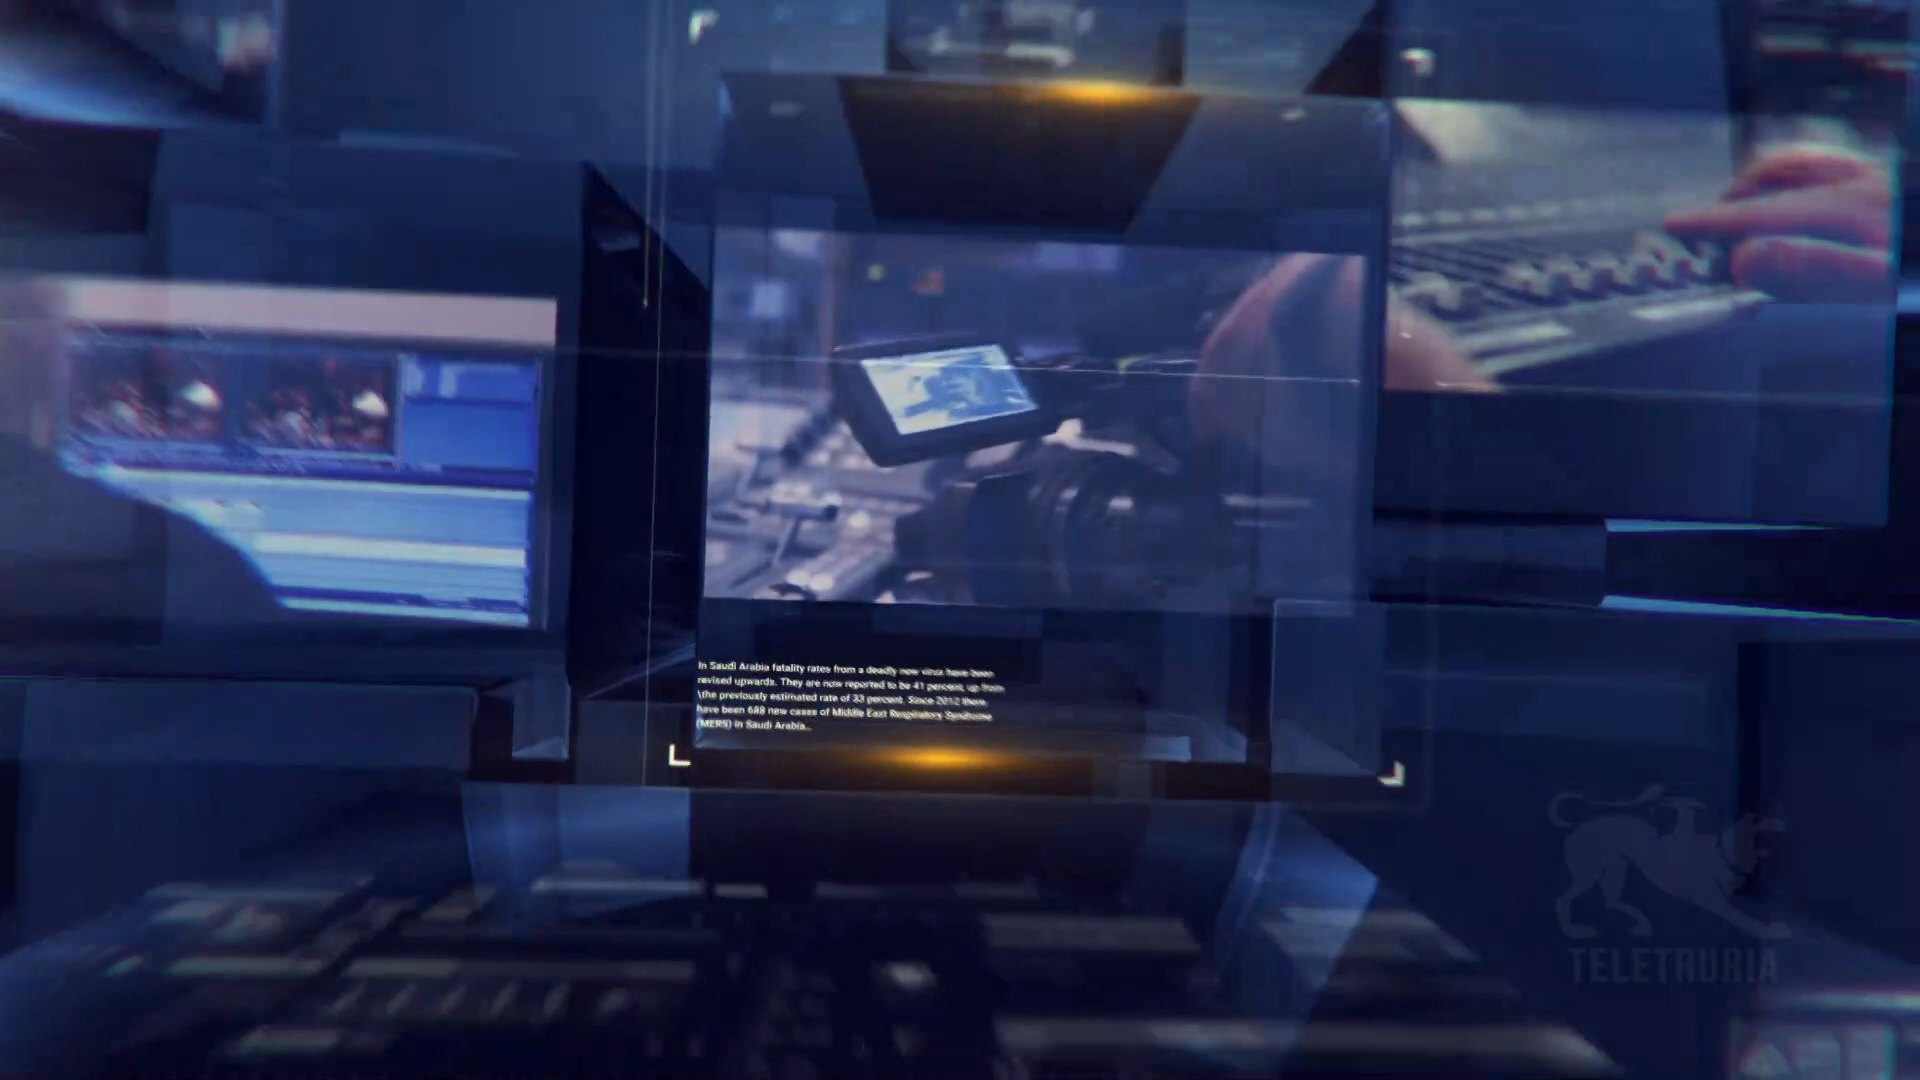 In Saudi Arabia fatality rates from a deadly new virus have been
revised upwards. They are now reported to be 41 percent, up from
\the previously estimated rate of 33 percent. Since 2012 there
have been 688 new cases of Middle East Respiratory Syndrome
(MERS) in Saudi Arabia...
TELETRURIA